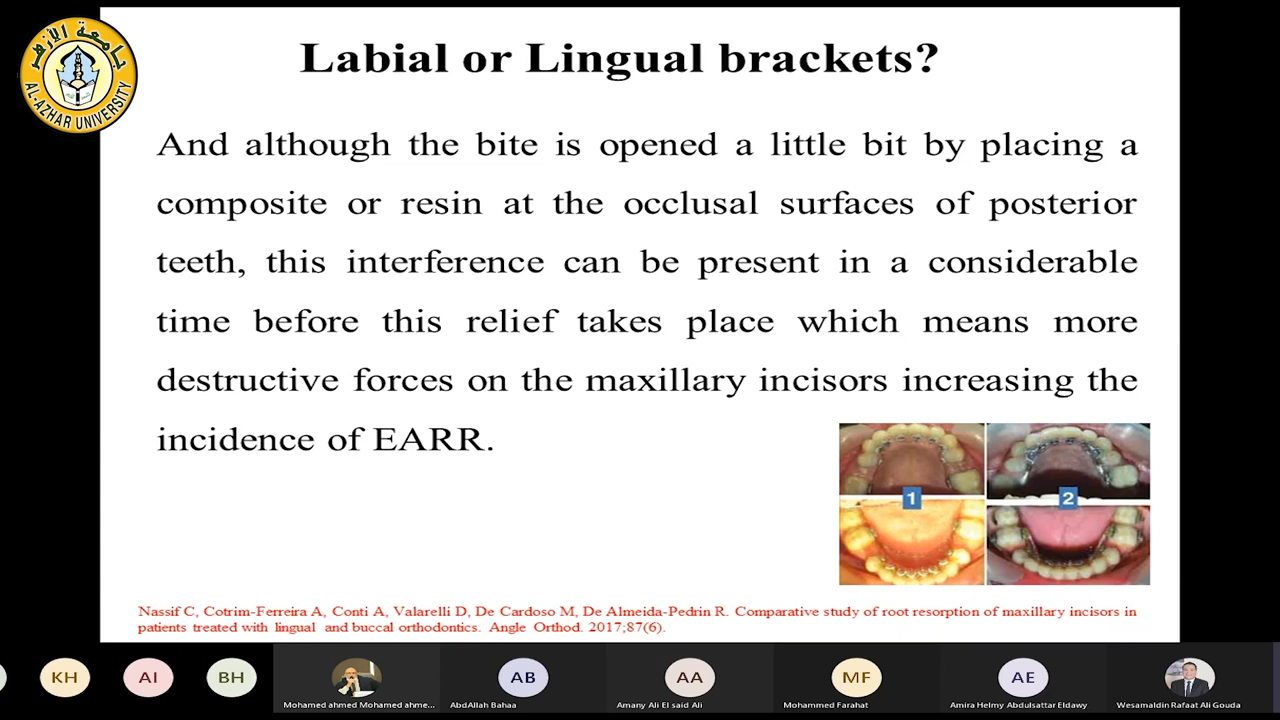 جامعة الأزهر
AL-AZHAR UNIVERSITY
Labial or Lingual brackets?
And although the bite is opened a little bit by placing a
composite or resin at the occlusal surfaces of posterior
teeth, this interference can be present in a considerable
time before this relief takes place which means more
destructive forces on the maxillary incisors increasing the
incidence of EARR.
1
2
Nassif C, Cotrim-Ferreira A, Conti A, Valarelli D, De Cardoso M, De Almeida-Pedrin R. Comparative study of root resorption of maxillary incisors in
patients treated with lingual and buccal orthodontics. Angle Orthod. 2017;87(6).
KH
AI
BH
AB
AA
MF
AE
Mohamed ahmed Mohamed ahme...
AbdAllah Bahaa
Amany Ali El said Ali
Mohammed Farahat
Amira Helmy Abdulsattar Eldawy
Wesamaldin Rafaat Ali Gouda